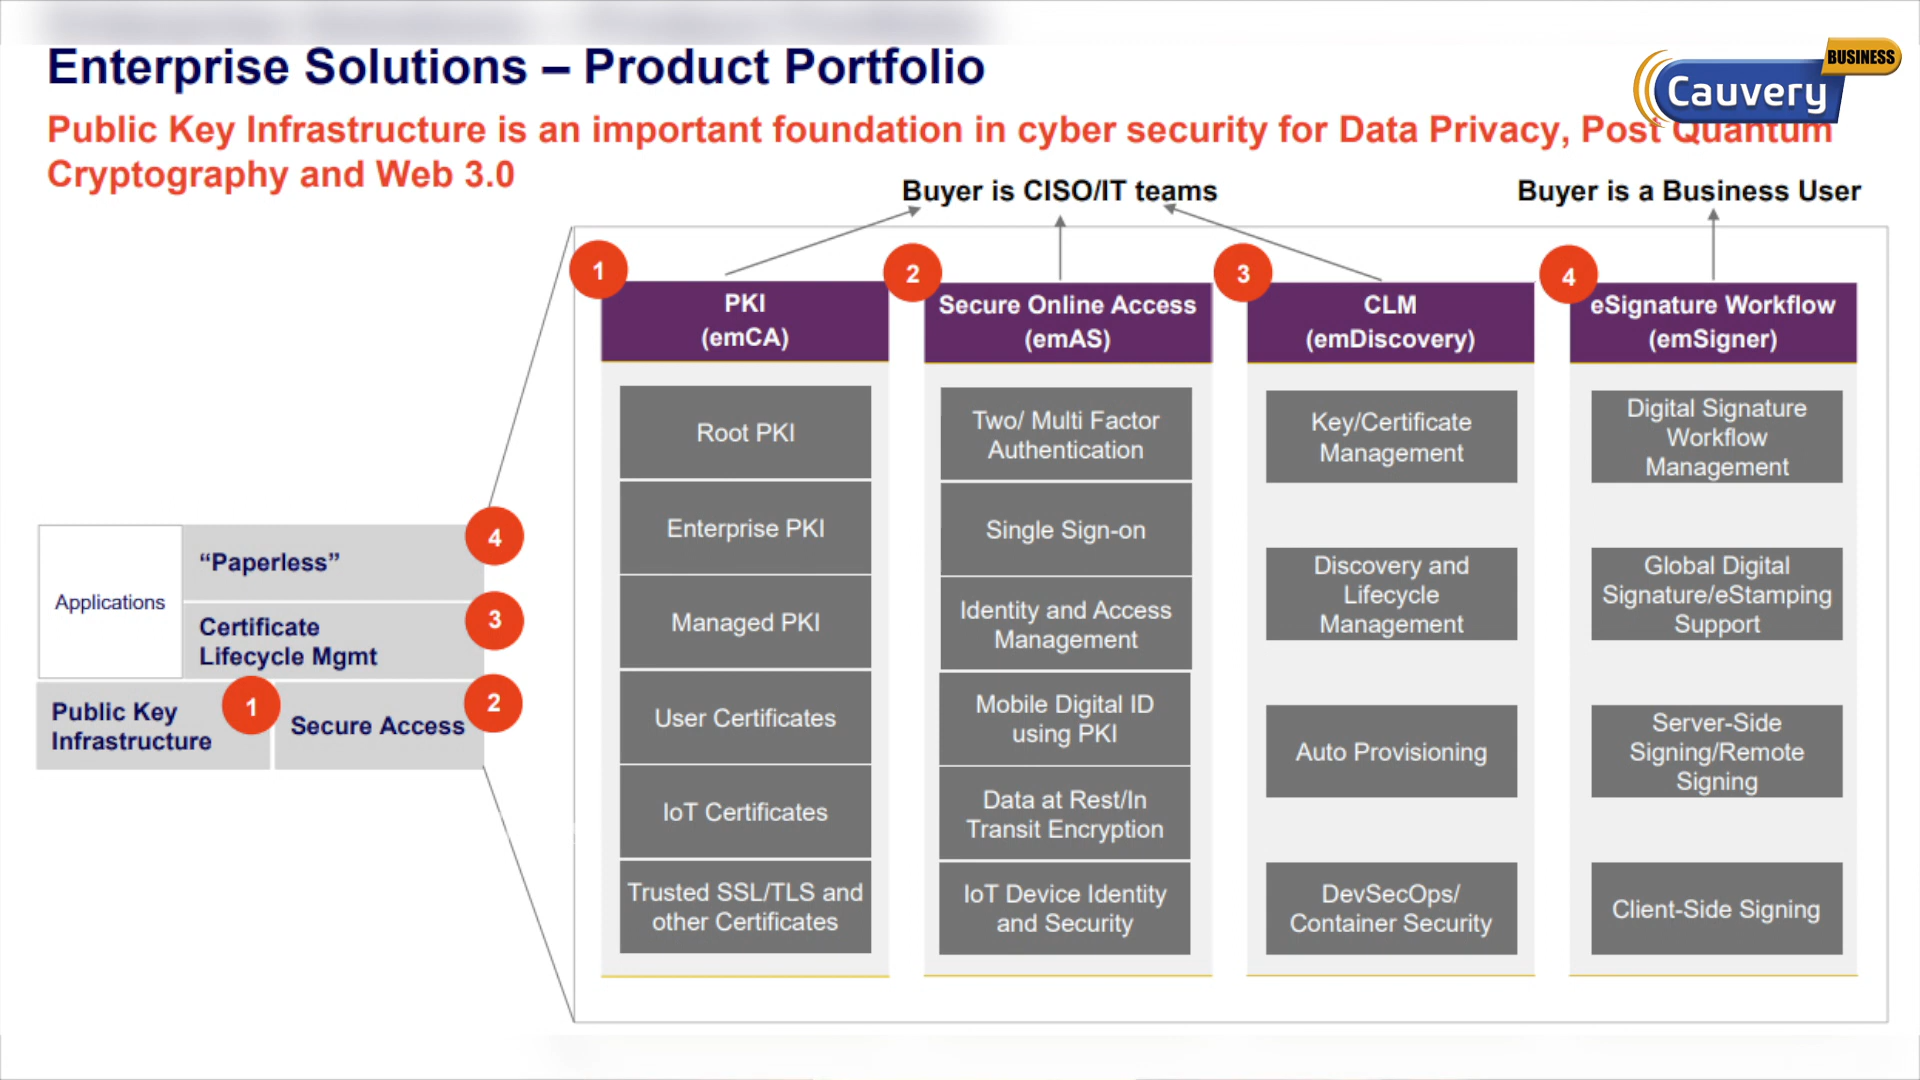 Enterprise Solutions – Product Portfolio
BUSINESS
Cauvery
Public Key Infrastructure is an important foundation in cyber security for Data Privacy, Post Quantum
Cryptography and Web 3.0
Buyer is CISO/IT teams
Buyer is a Business User
1
PKI
(emCA)
Root PKI
Enterprise PKI
Managed PKI
User Certificates
IoT Certificates
Trusted SSL/TLS and
other Certificates
2
Secure Online Access
(emAS)
Two/ Multi Factor
Authentication
Single Sign-on
Identity and Access
Management
Mobile Digital ID
using PKI
Data at Rest/In
Transit Encryption
IoT Device Identity
and Security
3
CLM
(emDiscovery)
Key/Certificate
Management
Discovery and
Lifecycle
Management
Auto Provisioning
DevSecOps/
Container Security
4
eSignature Workflow
(emSigner)
Digital Signature
Workflow
Management
Global Digital
Signature/eStamping
Support
Server-Side
Signing/Remote
Signing
Client-Side Signing
Applications
“Paperless”
4
Certificate
Lifecycle Mgmt
3
Public Key
Infrastructure
1
Secure Access
2